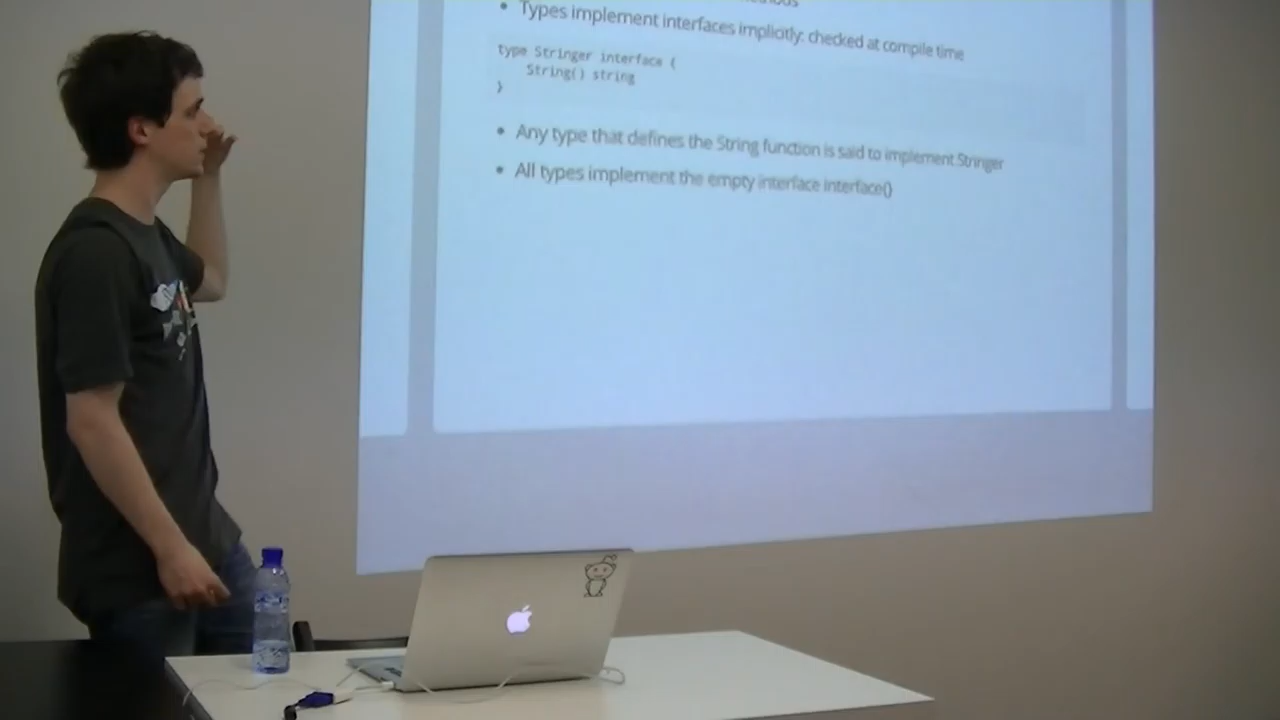 • Types implement interfaces implicitly: checked at compile time
type Stringer interface {
String() string
}
• Any type that defines the String function is said to implement Stringer
• All types implement the empty interface interface{}